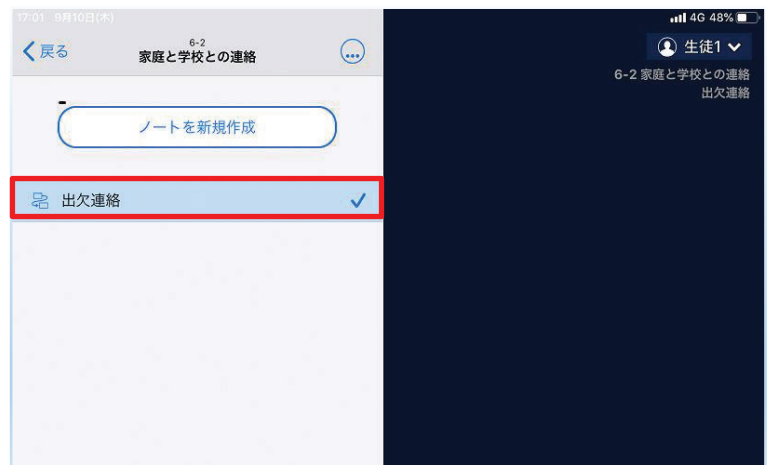 17:01 9月10日(木)
4G 48%
戻る
6-2
家庭と学校との連絡
生徒1
6-2 家庭と学校との連絡
出欠連絡
ノートを新規作成
出欠連絡